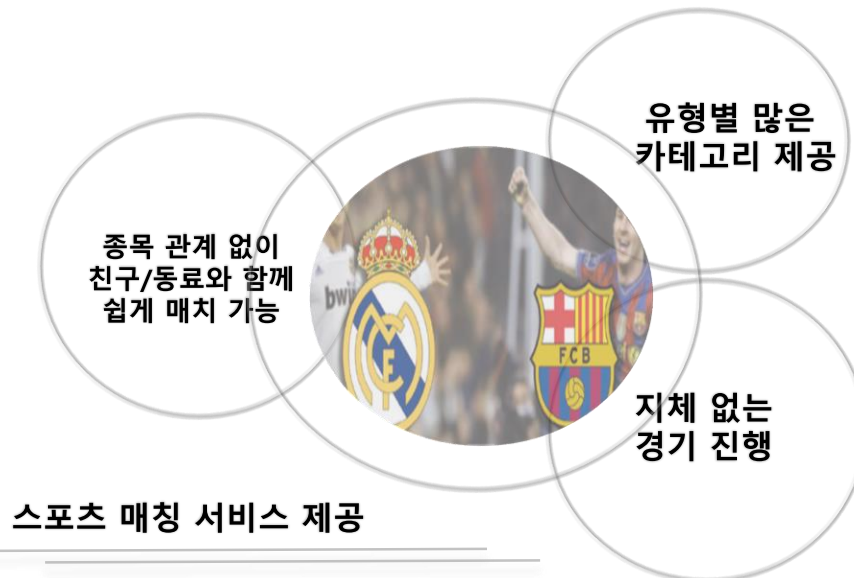 유형별 많은
카테고리 제공
종목 관계 없이
친구/동료와 함께
쉽게 매치 가능
bwi
FCB
지체 없는
경기 진행
스포츠 매칭 서비스 제공